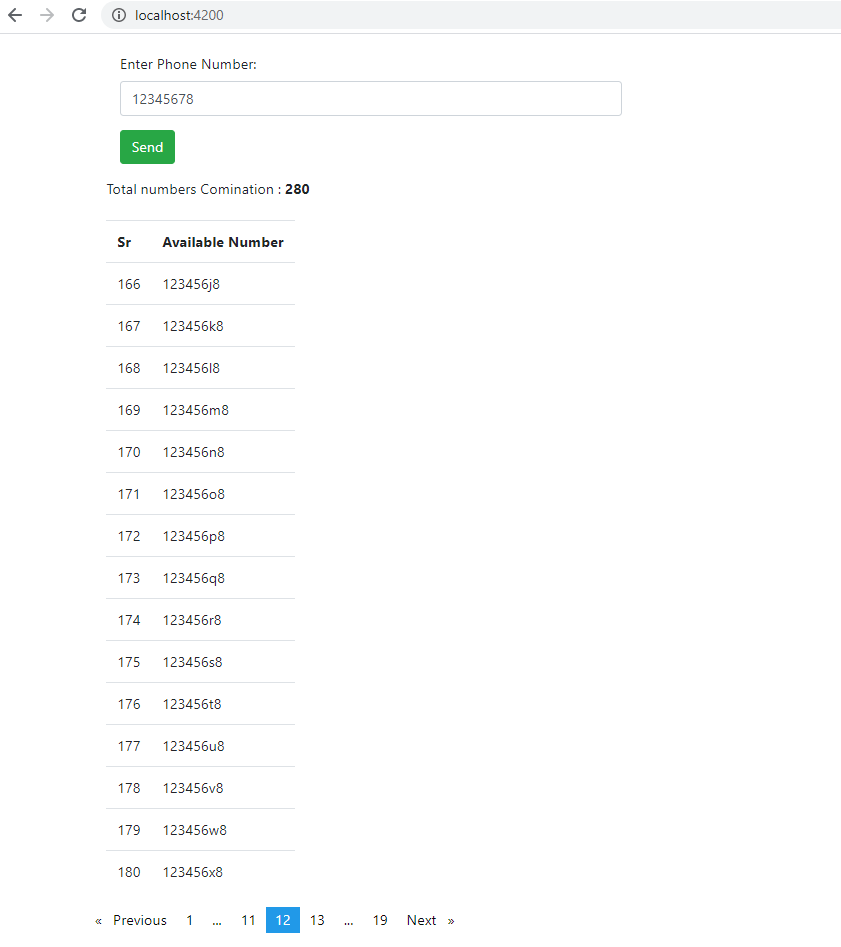 localhost:4200
Enter Phone Number:
12345678
Send
Total numbers Comination : 280
Sr Available Number
166 123456j8
167 123456k8
168 123456l8
169 123456m8
170 123456n8
171 123456o8
172 123456p8
173 123456q8
174 123456r8
175 123456s8
176 123456t8
177 123456u8
178 123456v8
179 123456w8
180 123456x8
« Previous 1 ... 11 12 13 ... 19 Next »